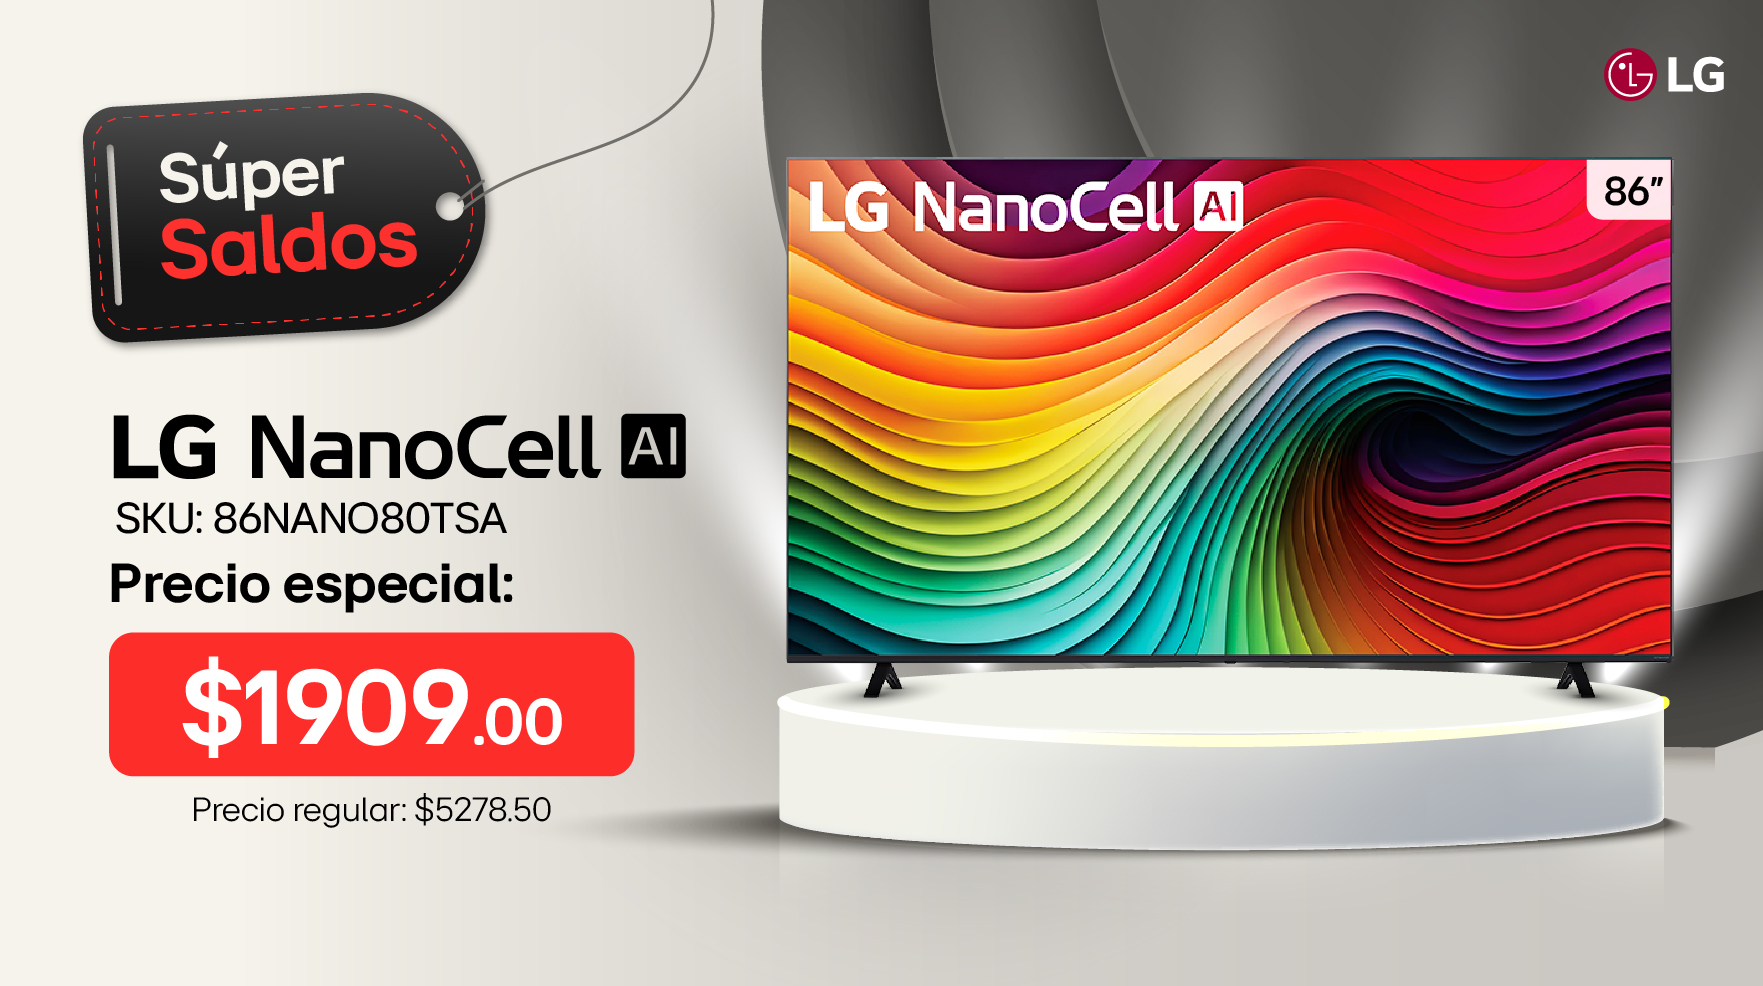 LG
Súper
Saldos
LG NanoCell AI
86”
LG NanoCell AI
SKU: 86NANO80TSA
Precio especial:
$1909.00
Precio regular: $5278.50